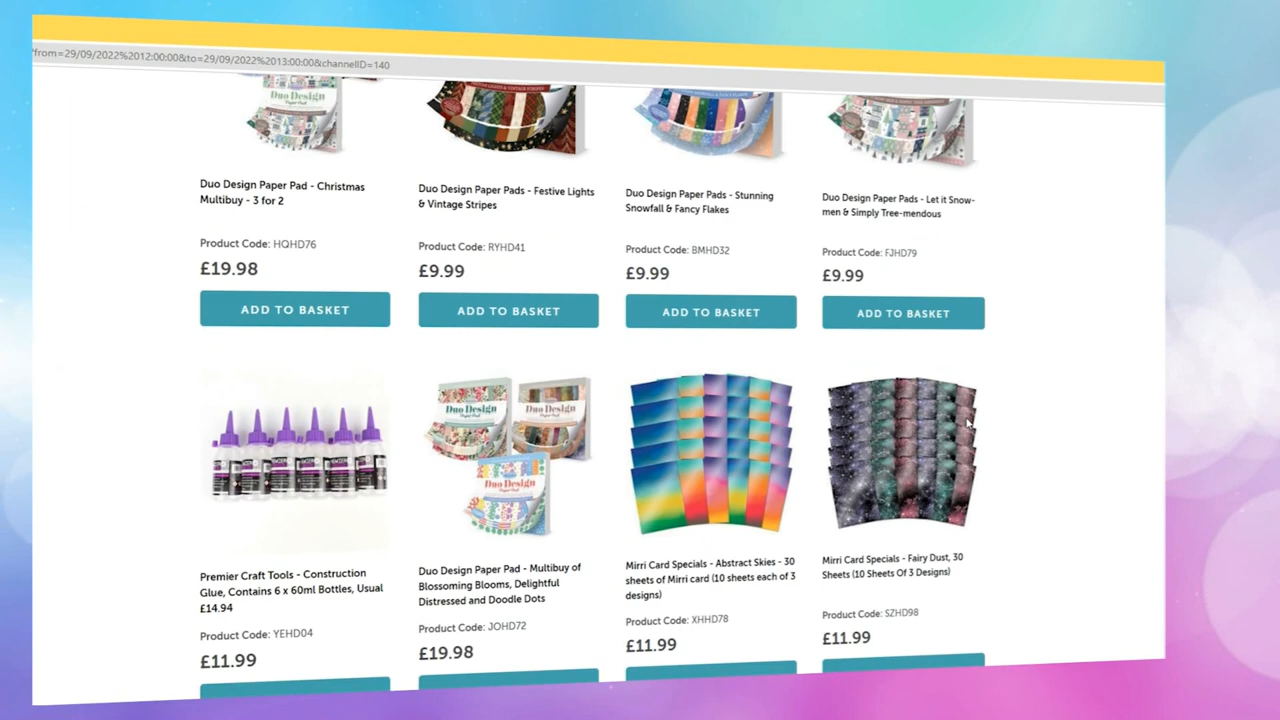 ?from=29/09/2022%2012:00:00&to=29/09/2022%2013:00:00&channelID=140
Duo Design
Duo Design Paper Pad - Christmas
Multibuy - 3 for 2
Product Code: HQHD76
£19.98
ADD TO BASKET
Duo Design Paper Pads - Festive Lights
& Vintage Stripes
Product Code: RYHD41
£9.99
ADD TO BASKET
Duo Design Paper Pads - Stunning
Snowfall & Fancy Flakes
Product Code: BMHD32
£9.99
ADD TO BASKET
Duo Design Paper Pads - Let it Snow-
men & Simply Tree-mendous
Product Code: FJHD79
£9.99
ADD TO BASKET
Premier Craft Tools - Construction
Glue, Contains 6 x 60ml Bottles, Usual
£14.94
Product Code: YEHD04
£11.99
Duo Design
Duo Design
Duo Design
Duo Design Paper Pad - Multibuy of
Blossoming Blooms, Delightful
Distressed and Doodle Dots
Product Code: JOHD72
£19.98
Mirri Card Specials - Abstract Skies - 30
sheets of Mirri card (10 sheets each of 3
designs)
Product Code: XHHD78
£11.99
Mirri Card Specials - Fairy Dust, 30
Sheets (10 Sheets Of 3 Designs)
Product Code: SZHD98
£11.99